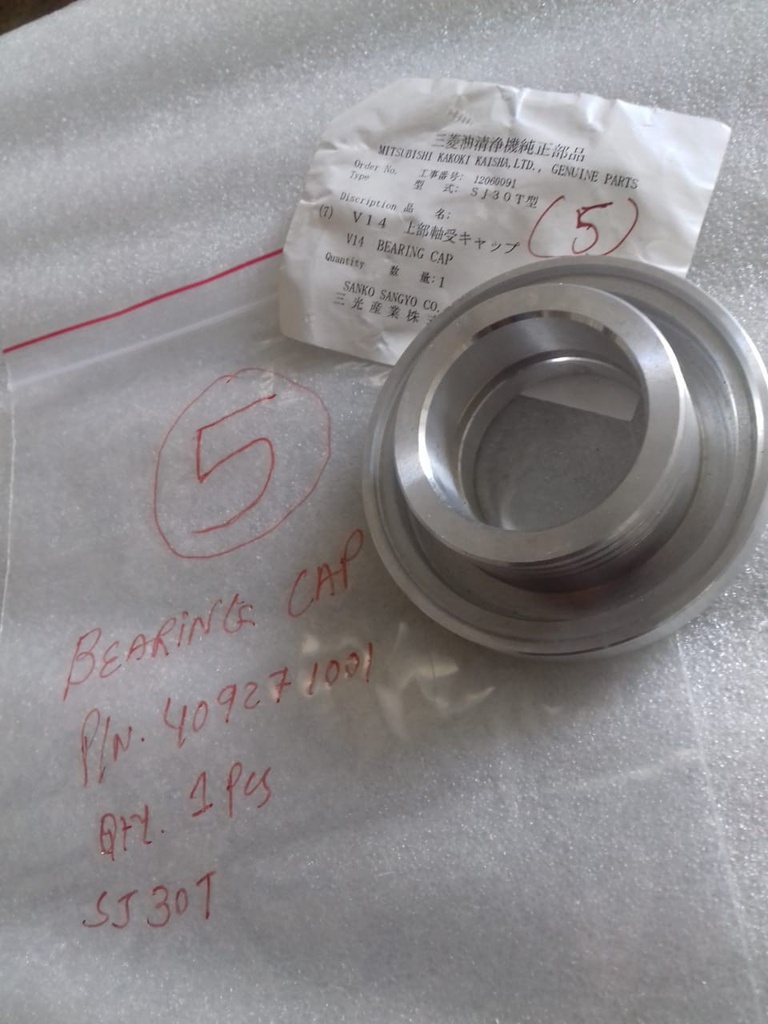 三菱油清浄機純正部品
MITSUBISHI KAKOKI KAISHA,LTD., GENUINE PARTS
Order No. 工事番号: 12060091
Type 型 式: SJ30T型
Discription 品 名:
(7) V14 上部軸受キャップ
V14 BEARING CAP
Quantity 数 量:1
SANKO SANGYO CO.
三 光 産 業 株
(5)
5
BEARING CAP
P/N. 409271001
QTY. 1 PCS
SJ30T